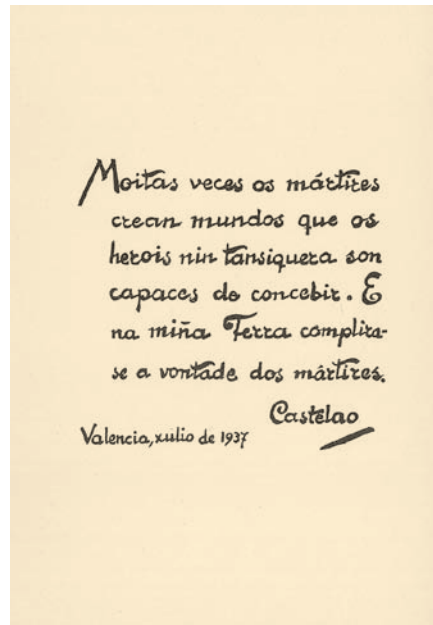 Moitas veces os mártires
crean mundos que os
heroís nin tansiquera son
capaces de concebir. E
na miña Terra complira-
se a vontade dos mártires.
Castelao
Valencia, xulio de 1937